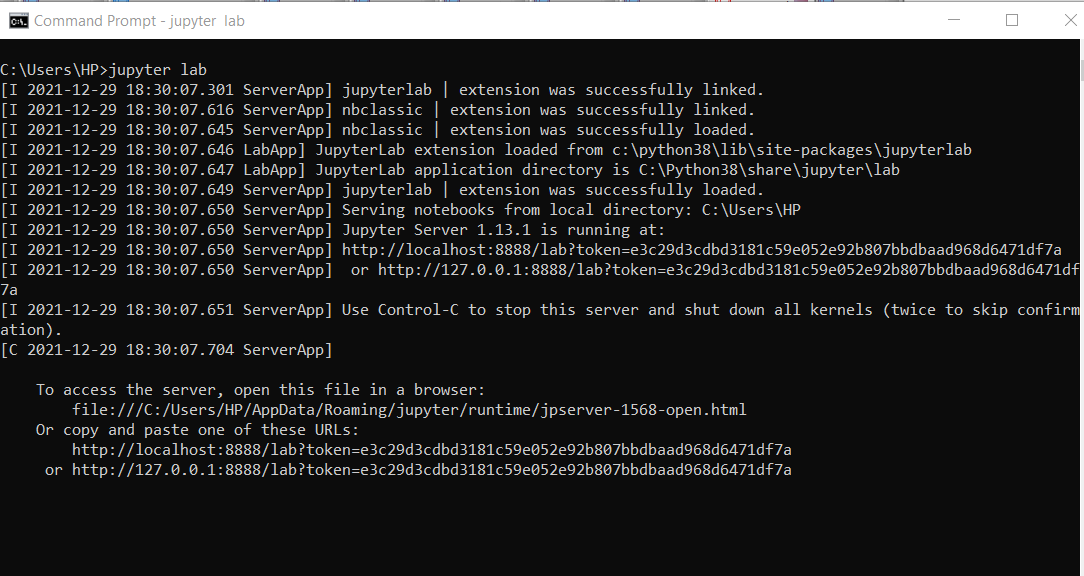 Command Prompt - jupyter lab
C:\Users\HP>jupyter lab
[I 2021-12-29 18:30:07.301 ServerApp] jupyterlab | extension was successfully linked.
[I 2021-12-29 18:30:07.616 ServerApp] nbclassic | extension was successfully linked.
[I 2021-12-29 18:30:07.645 ServerApp] nbclassic | extension was successfully loaded.
[I 2021-12-29 18:30:07.646 LabApp] JupyterLab extension loaded from c:\python38\lib\site-packages\jupyterlab
[I 2021-12-29 18:30:07.647 LabApp] JupyterLab application directory is C:\Python38\share\jupyter\lab
[I 2021-12-29 18:30:07.649 ServerApp] jupyterlab | extension was successfully loaded.
[I 2021-12-29 18:30:07.650 ServerApp] Serving notebooks from local directory: C:\Users\HP
[I 2021-12-29 18:30:07.650 ServerApp] Jupyter Server 1.13.1 is running at:
[I 2021-12-29 18:30:07.650 ServerApp] http://localhost:8888/lab?token=e3c29d3cdbd3181c59e052e92b807bbdbaad968d6471df7a
[I 2021-12-29 18:30:07.650 ServerApp]  or http://127.0.0.1:8888/lab?token=e3c29d3cdbd3181c59e052e92b807bbdbaad968d6471df
7a
[I 2021-12-29 18:30:07.651 ServerApp] Use Control-C to stop this server and shut down all kernels (twice to skip confirm
ation).
[C 2021-12-29 18:30:07.704 ServerApp]
To access the server, open this file in a browser:
file:///C:/Users/HP/AppData/Roaming/jupyter/runtime/jpserver-1568-open.html
Or copy and paste one of these URLs:
http://localhost:8888/lab?token=e3c29d3cdbd3181c59e052e92b807bbdbaad968d6471df7a
or http://127.0.0.1:8888/lab?token=e3c29d3cdbd3181c59e052e92b807bbdbaad968d6471df7a